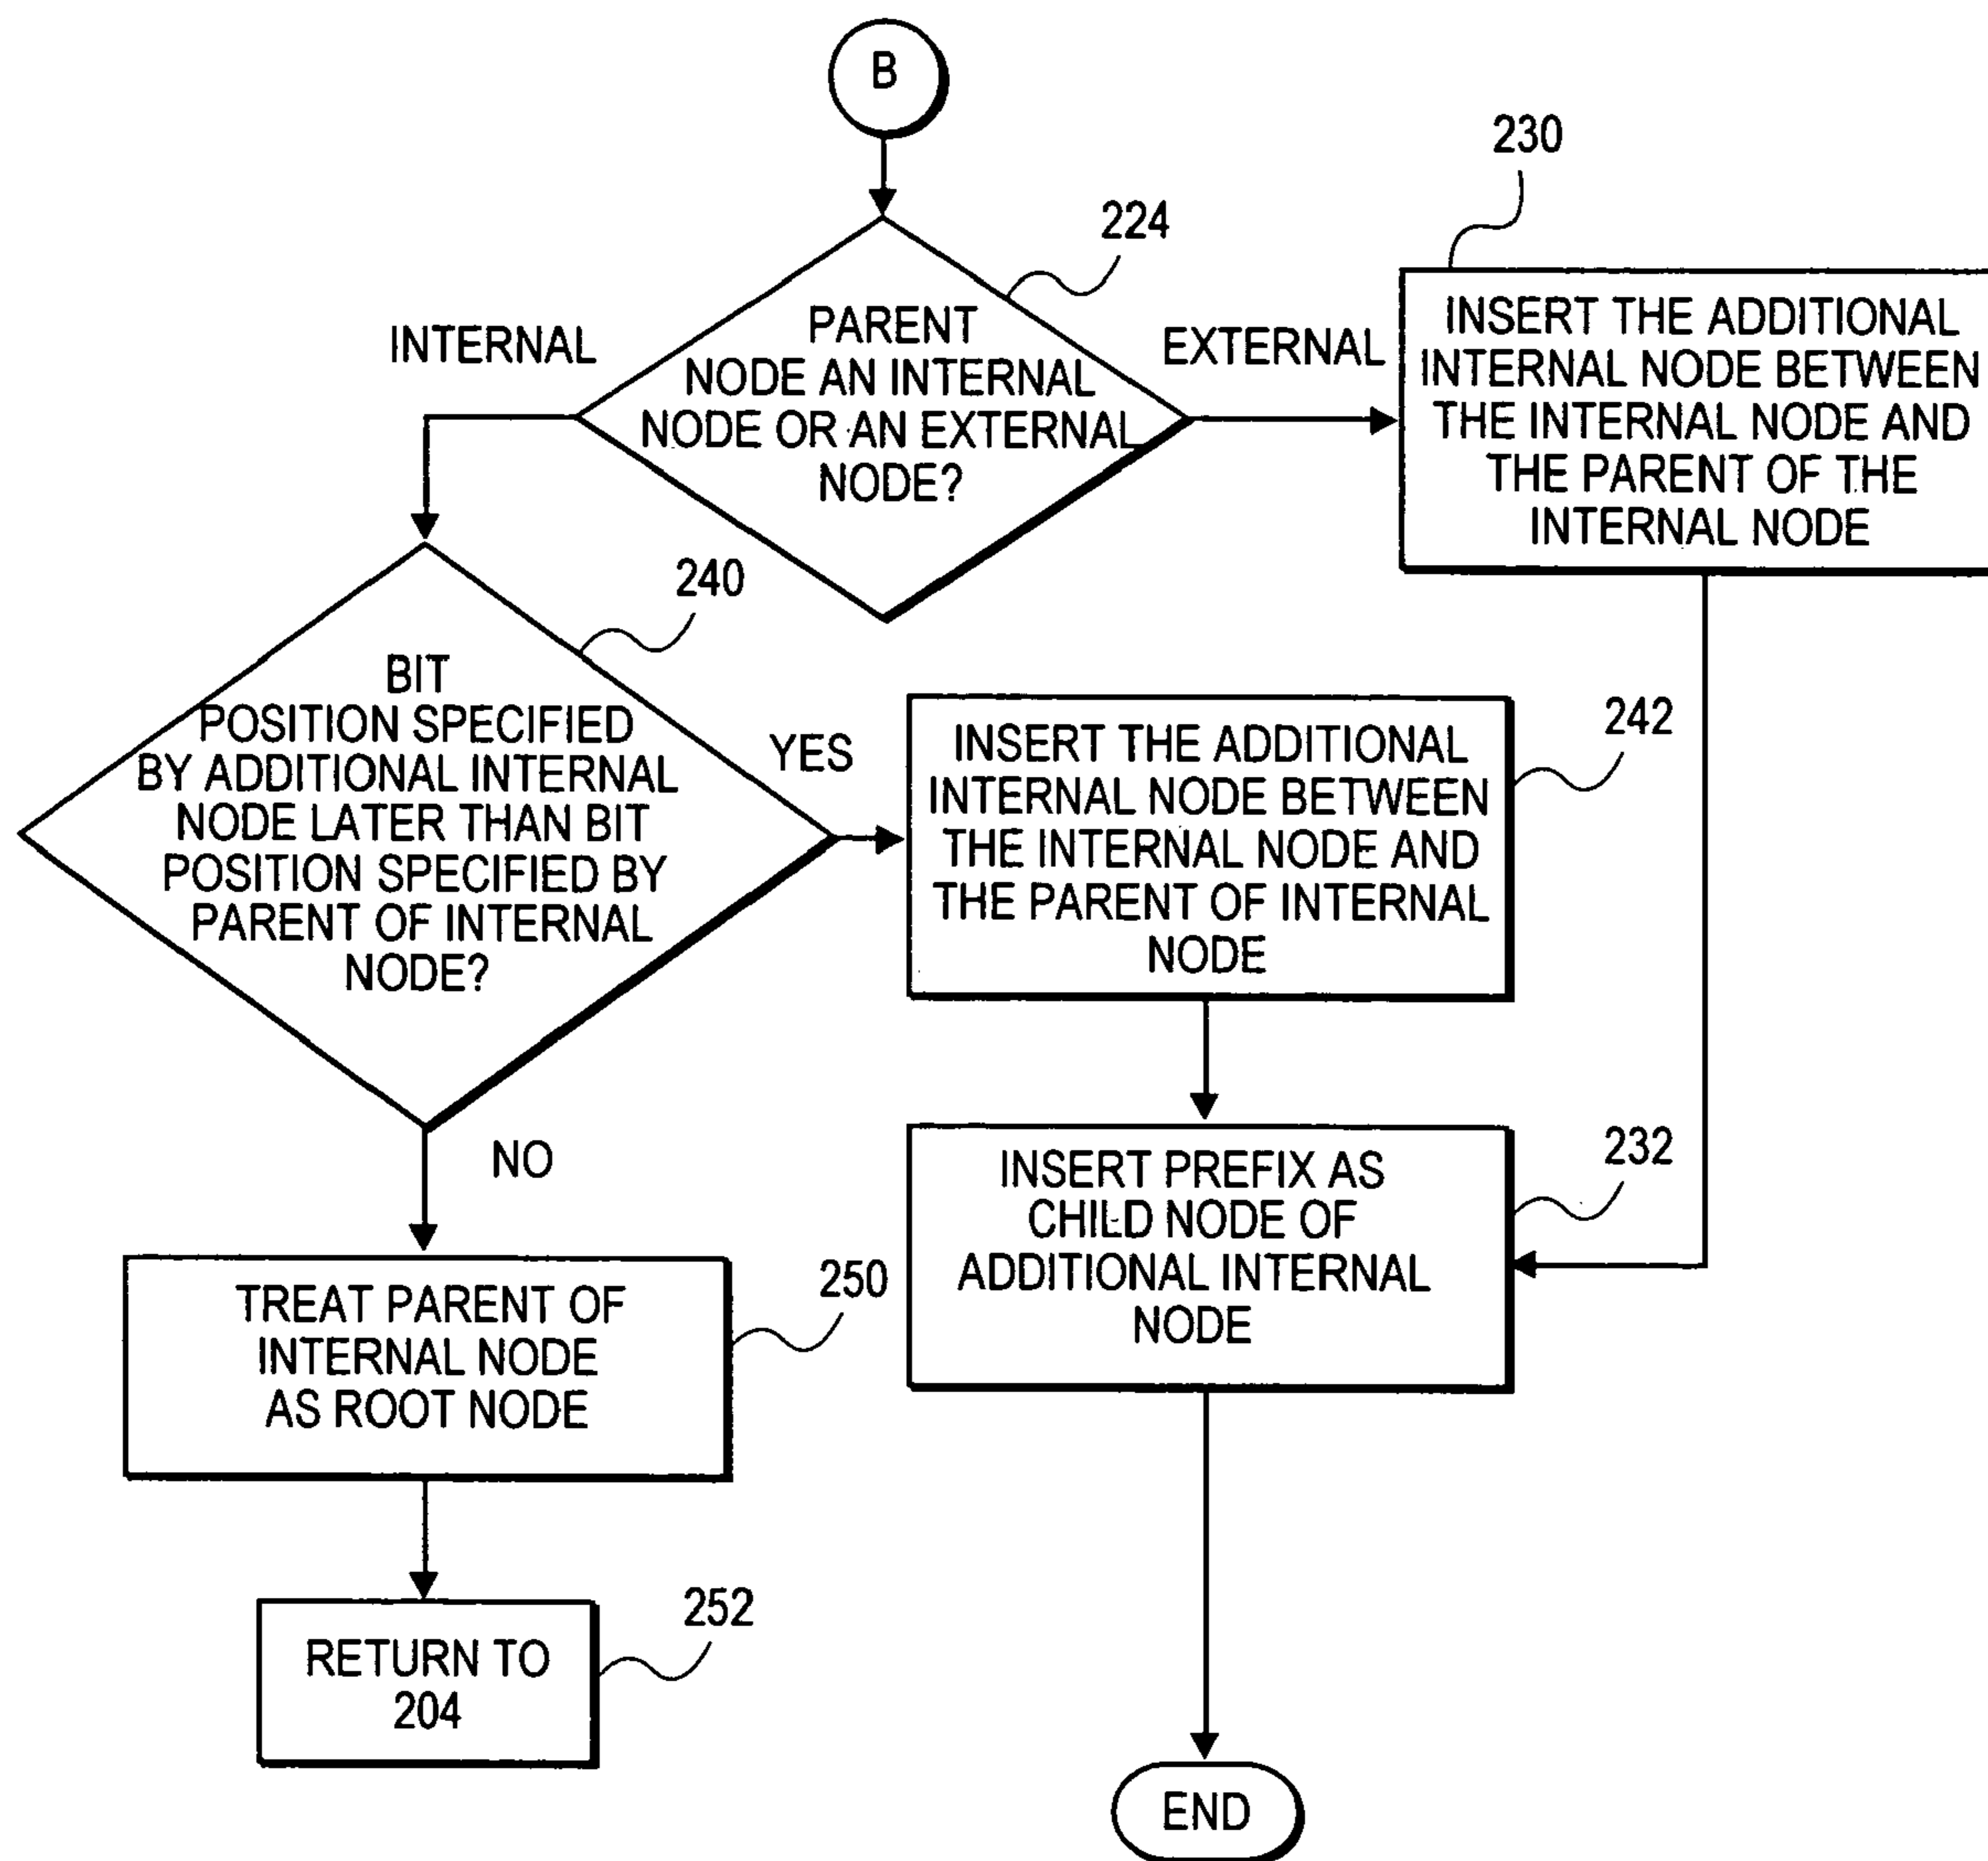 B
224
PARENT
NODE AN INTERNAL
NODE OR AN EXTERNAL
NODE?
INTERNAL
EXTERNAL
230
INSERT THE ADDITIONAL
INTERNAL NODE BETWEEN
THE INTERNAL NODE AND
THE PARENT OF THE
INTERNAL NODE
240
BIT
POSITION SPECIFIED
BY ADDITIONAL INTERNAL
NODE LATER THAN BIT
POSITION SPECIFIED BY
PARENT OF INTERNAL
NODE?
YES
242
INSERT THE ADDITIONAL
INTERNAL NODE BETWEEN
THE INTERNAL NODE AND
THE PARENT OF INTERNAL
NODE
NO
232
INSERT PREFIX AS
CHILD NODE OF
ADDITIONAL INTERNAL
NODE
250
TREAT PARENT OF
INTERNAL NODE
AS ROOT NODE
252
RETURN TO
204
END